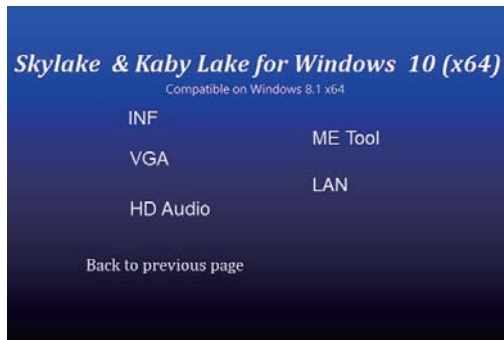 Skylake & Kaby Lake for Windows 10 (x64)
Compatible on Windows 8.1 x64
INF
ME Tool
VGA
LAN
HD Audio
Back to previous page